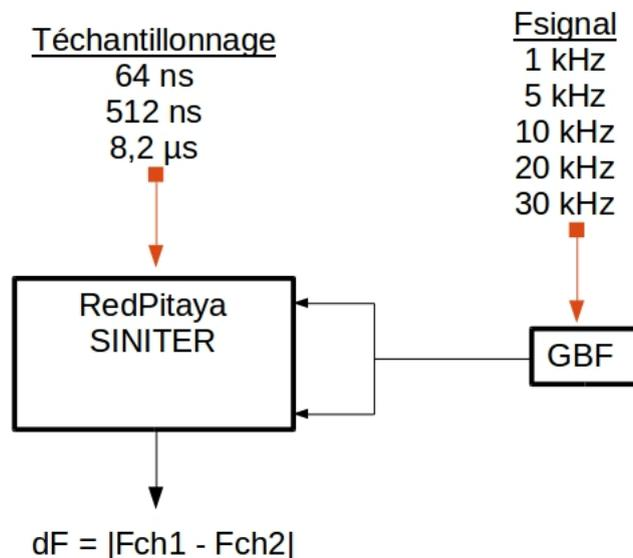 Téchantillonnage
64 ns
512 ns
8,2 µs
Fsignal
1 kHz
5 kHz
10 kHz
20 kHz
30 kHz
RedPitaya
SINITER
GBF
dF = |Fch1 - Fch2|